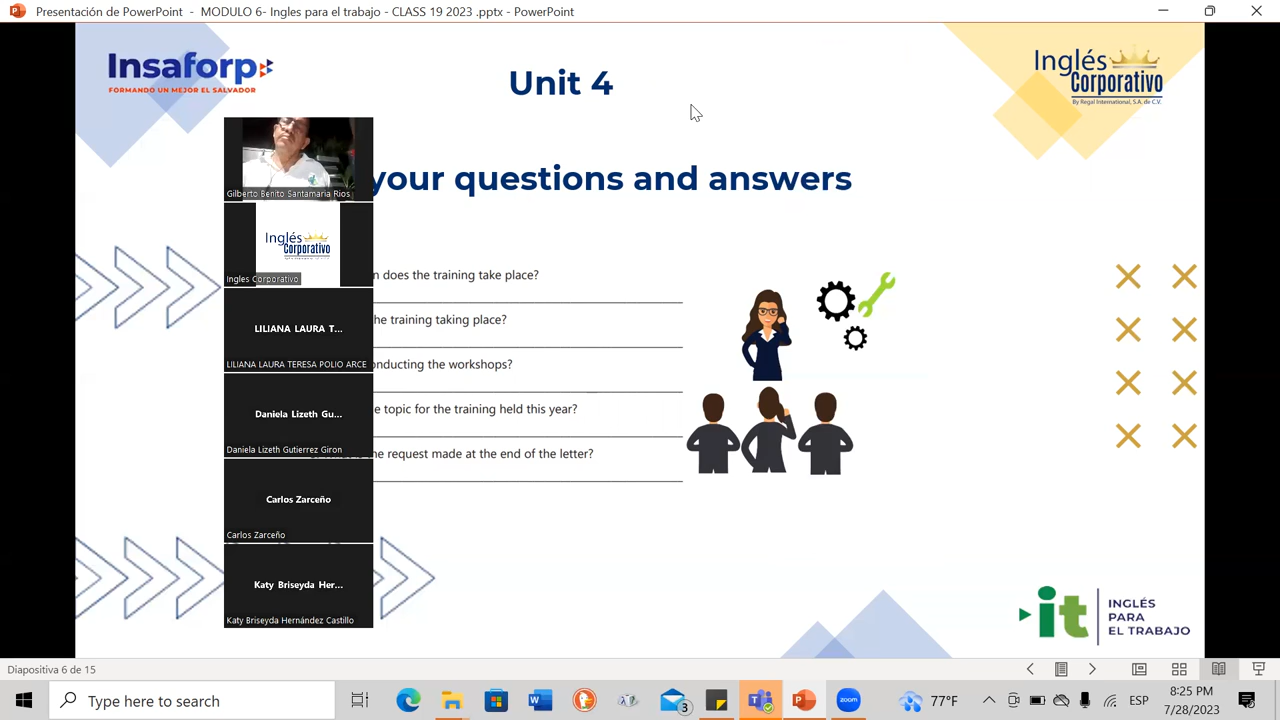 Presentación de PowerPoint - MODULO 6- Ingles para el trabajo - CLASS 19 2023 .pptx - PowerPoint
Insaforp
FORMANDO UN MEJOR EL SALVADOR
Unit 4
Inglés
Corporativo
By Regal International, S.A. de C.V.
your questions and answers
Gilberto Benito Santamaria Rios
Inglés
Corporativo
Ingles Corporativo
does the training take place?
the training taking place?
LILIANA LAURA T...
LILIANA LAURA TERESA POLIO ARCE
conducting the workshops?
topic for the training held this year?
Daniela Lizeth Gu...
Daniela Lizeth Gutierrez Giron
the request made at the end of the letter?
Carlos Zarceño
Carlos Zarceño
Katy Briseyda Her...
Katy Briseyda Hernández Castillo
it
INGLÉS
PARA
EL TRABAJO
Diapositiva 6 de 15
Type here to search
3
zoom
77°F
ESP
8:25 PM
7/28/2023